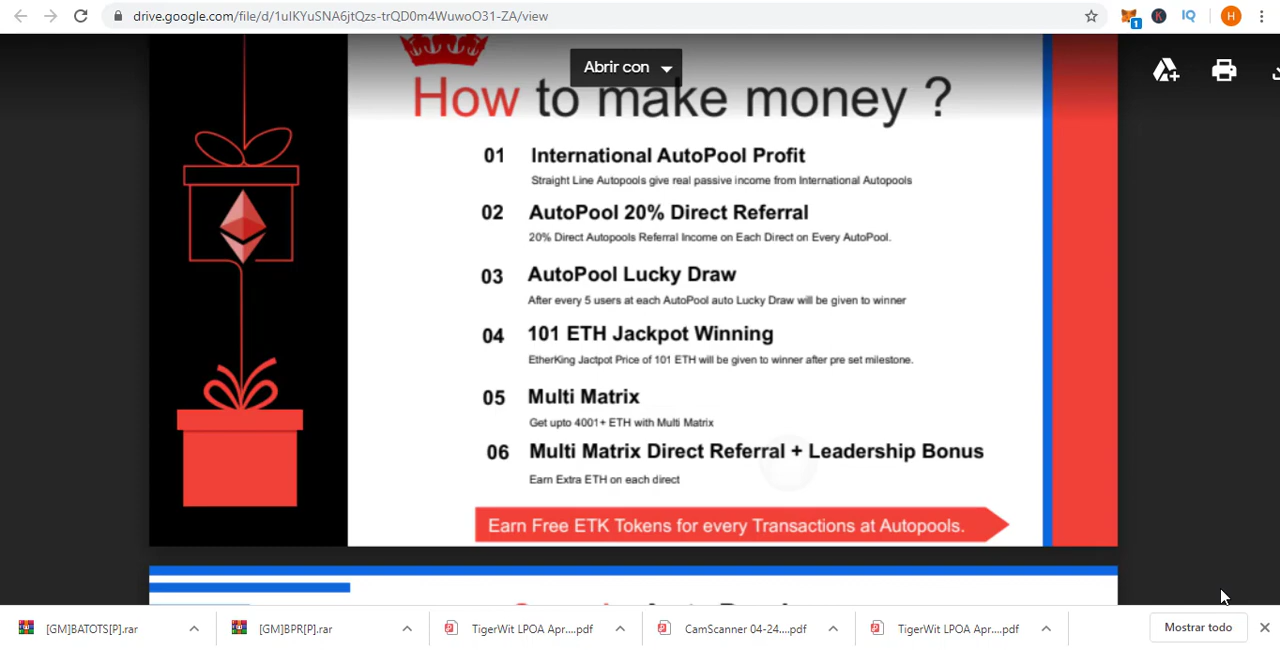 drive.google.com/file/d/1uIKYuSNA6jtQzs-trQD0m4WuwoO31-ZA/view
1
K
IQ
H
Abrir con
How to make money ?
01 International AutoPool Profit
Straight Line Autopools give real passive income from International Autopools
02 AutoPool 20% Direct Referral
20% Direct Autopools Referral Income on Each Direct on Every AutoPool.
03 AutoPool Lucky Draw
After every 5 users at each AutoPool auto Lucky Draw will be given to winner
04 101 ETH Jackpot Winning
EtherKing Jactpot Price of 101 ETH will be given to winner after pre set milestone.
05 Multi Matrix
Get upto 4001+ ETH with Multi Matrix
06 Multi Matrix Direct Referral + Leadership Bonus
Earn Extra ETH on each direct
Earn Free ETK Tokens for every Transactions at Autopools.
[GM]BATOTS[P].rar
[GM]BPR[P].rar
TigerWit LPOA Apr....pdf
CamScanner 04-24....pdf
TigerWit LPOA Apr....pdf
Mostrar todo